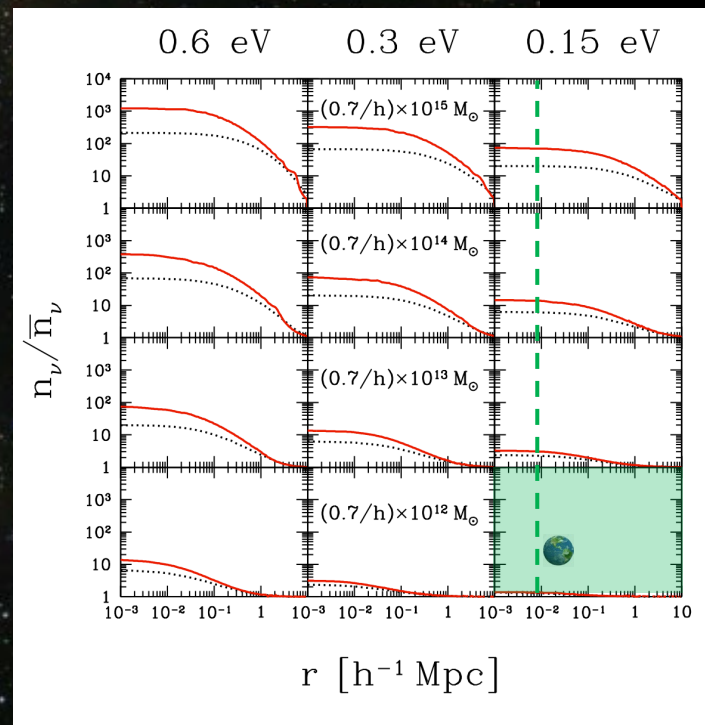 0.6 eV 0.3 eV 0.15 eV
10⁴
10³
10²
10
1
(0.7/h)×10¹⁵ M⊙
10³
10²
10
1
(0.7/h)×10¹⁴ M⊙
10³
10²
10
1
(0.7/h)×10¹³ M⊙
10³
10²
10
1
(0.7/h)×10¹² M⊙
n_ν/n̅_ν
10⁻³ 10⁻² 10⁻¹ 1 10⁻³ 10⁻² 10⁻¹ 1 10⁻³ 10⁻² 10⁻¹ 1 10
r [h⁻¹ Mpc]